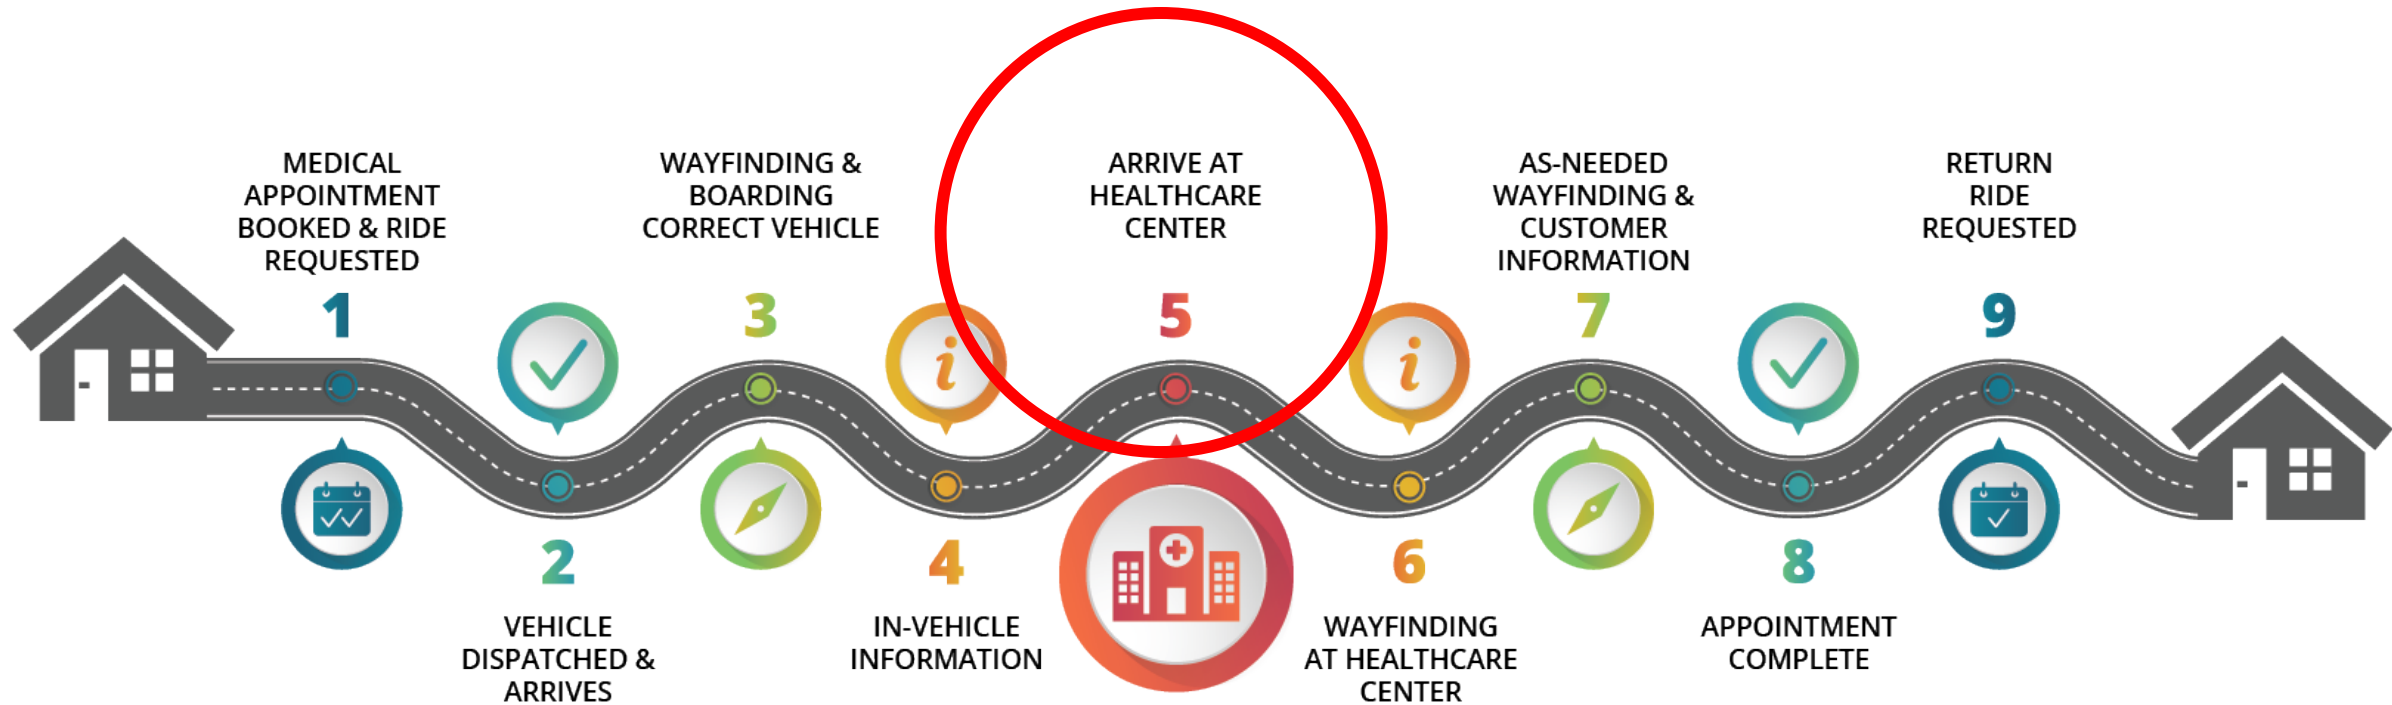 MEDICAL
APPOINTMENT
BOOKED & RIDE
REQUESTED
1
2
VEHICLE
DISPATCHED &
ARRIVES
WAYFINDING &
BOARDING
CORRECT VEHICLE
3
i
4
IN-VEHICLE
INFORMATION
ARRIVE AT
HEALTHCARE
CENTER
5
i
6
WAYFINDING
AT HEALTHCARE
CENTER
AS-NEEDED
WAYFINDING &
CUSTOMER
INFORMATION
7
8
APPOINTMENT
COMPLETE
RETURN
RIDE
REQUESTED
9